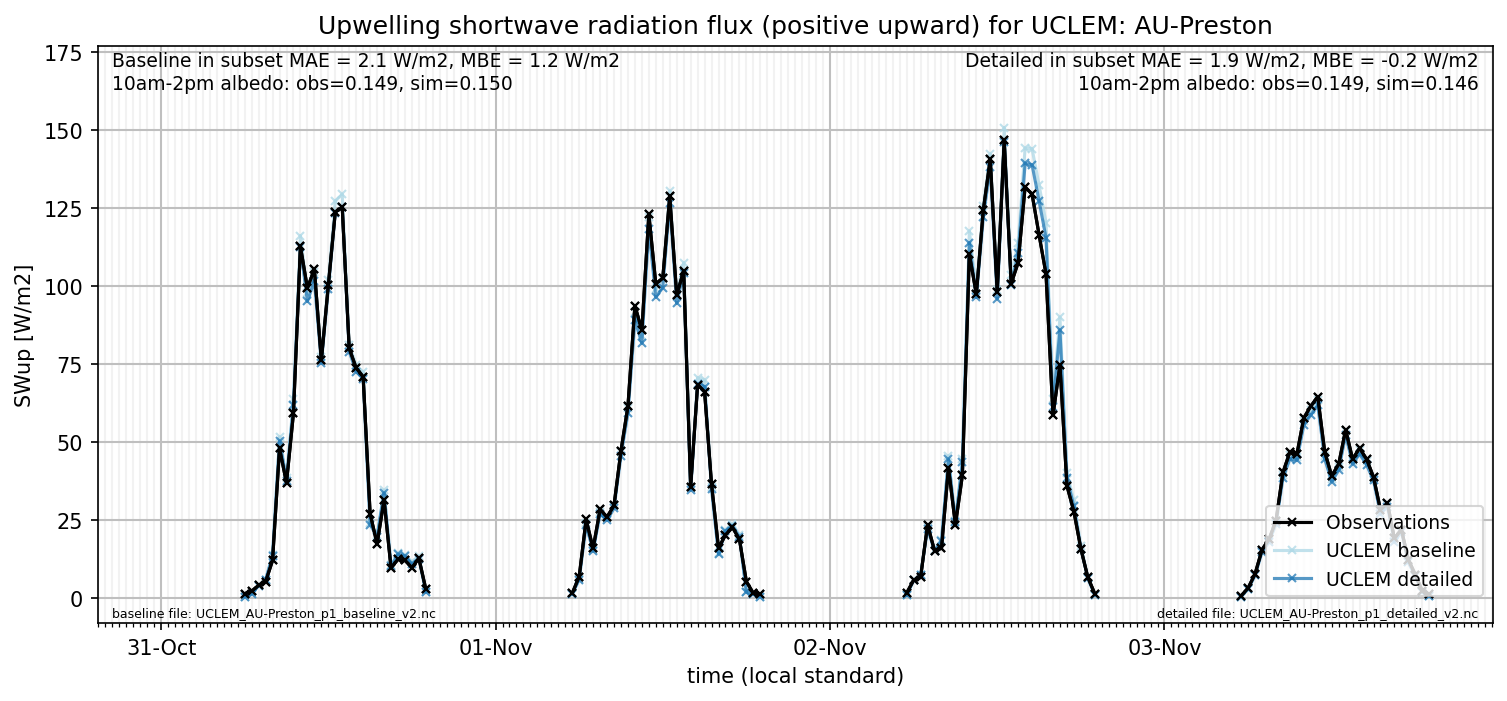 Upwelling shortwave radiation flux (positive upward) for UCLEM: AU-Preston
Baseline in subset MAE = 2.1 W/m2, MBE = 1.2 W/m2
10am-2pm albedo: obs=0.149, sim=0.150
Detailed in subset MAE = 1.9 W/m2, MBE = -0.2 W/m2
10am-2pm albedo: obs=0.149, sim=0.146
SWup [W/m2]
175
150
125
100
75
50
25
0
Observations
UCLEM baseline
UCLEM detailed
baseline file: UCLEM_AU-Preston_p1_baseline_v2.nc
detailed file: UCLEM_AU-Preston_p1_detailed_v2.nc
31-Oct
01-Nov
02-Nov
03-Nov
time (local standard)